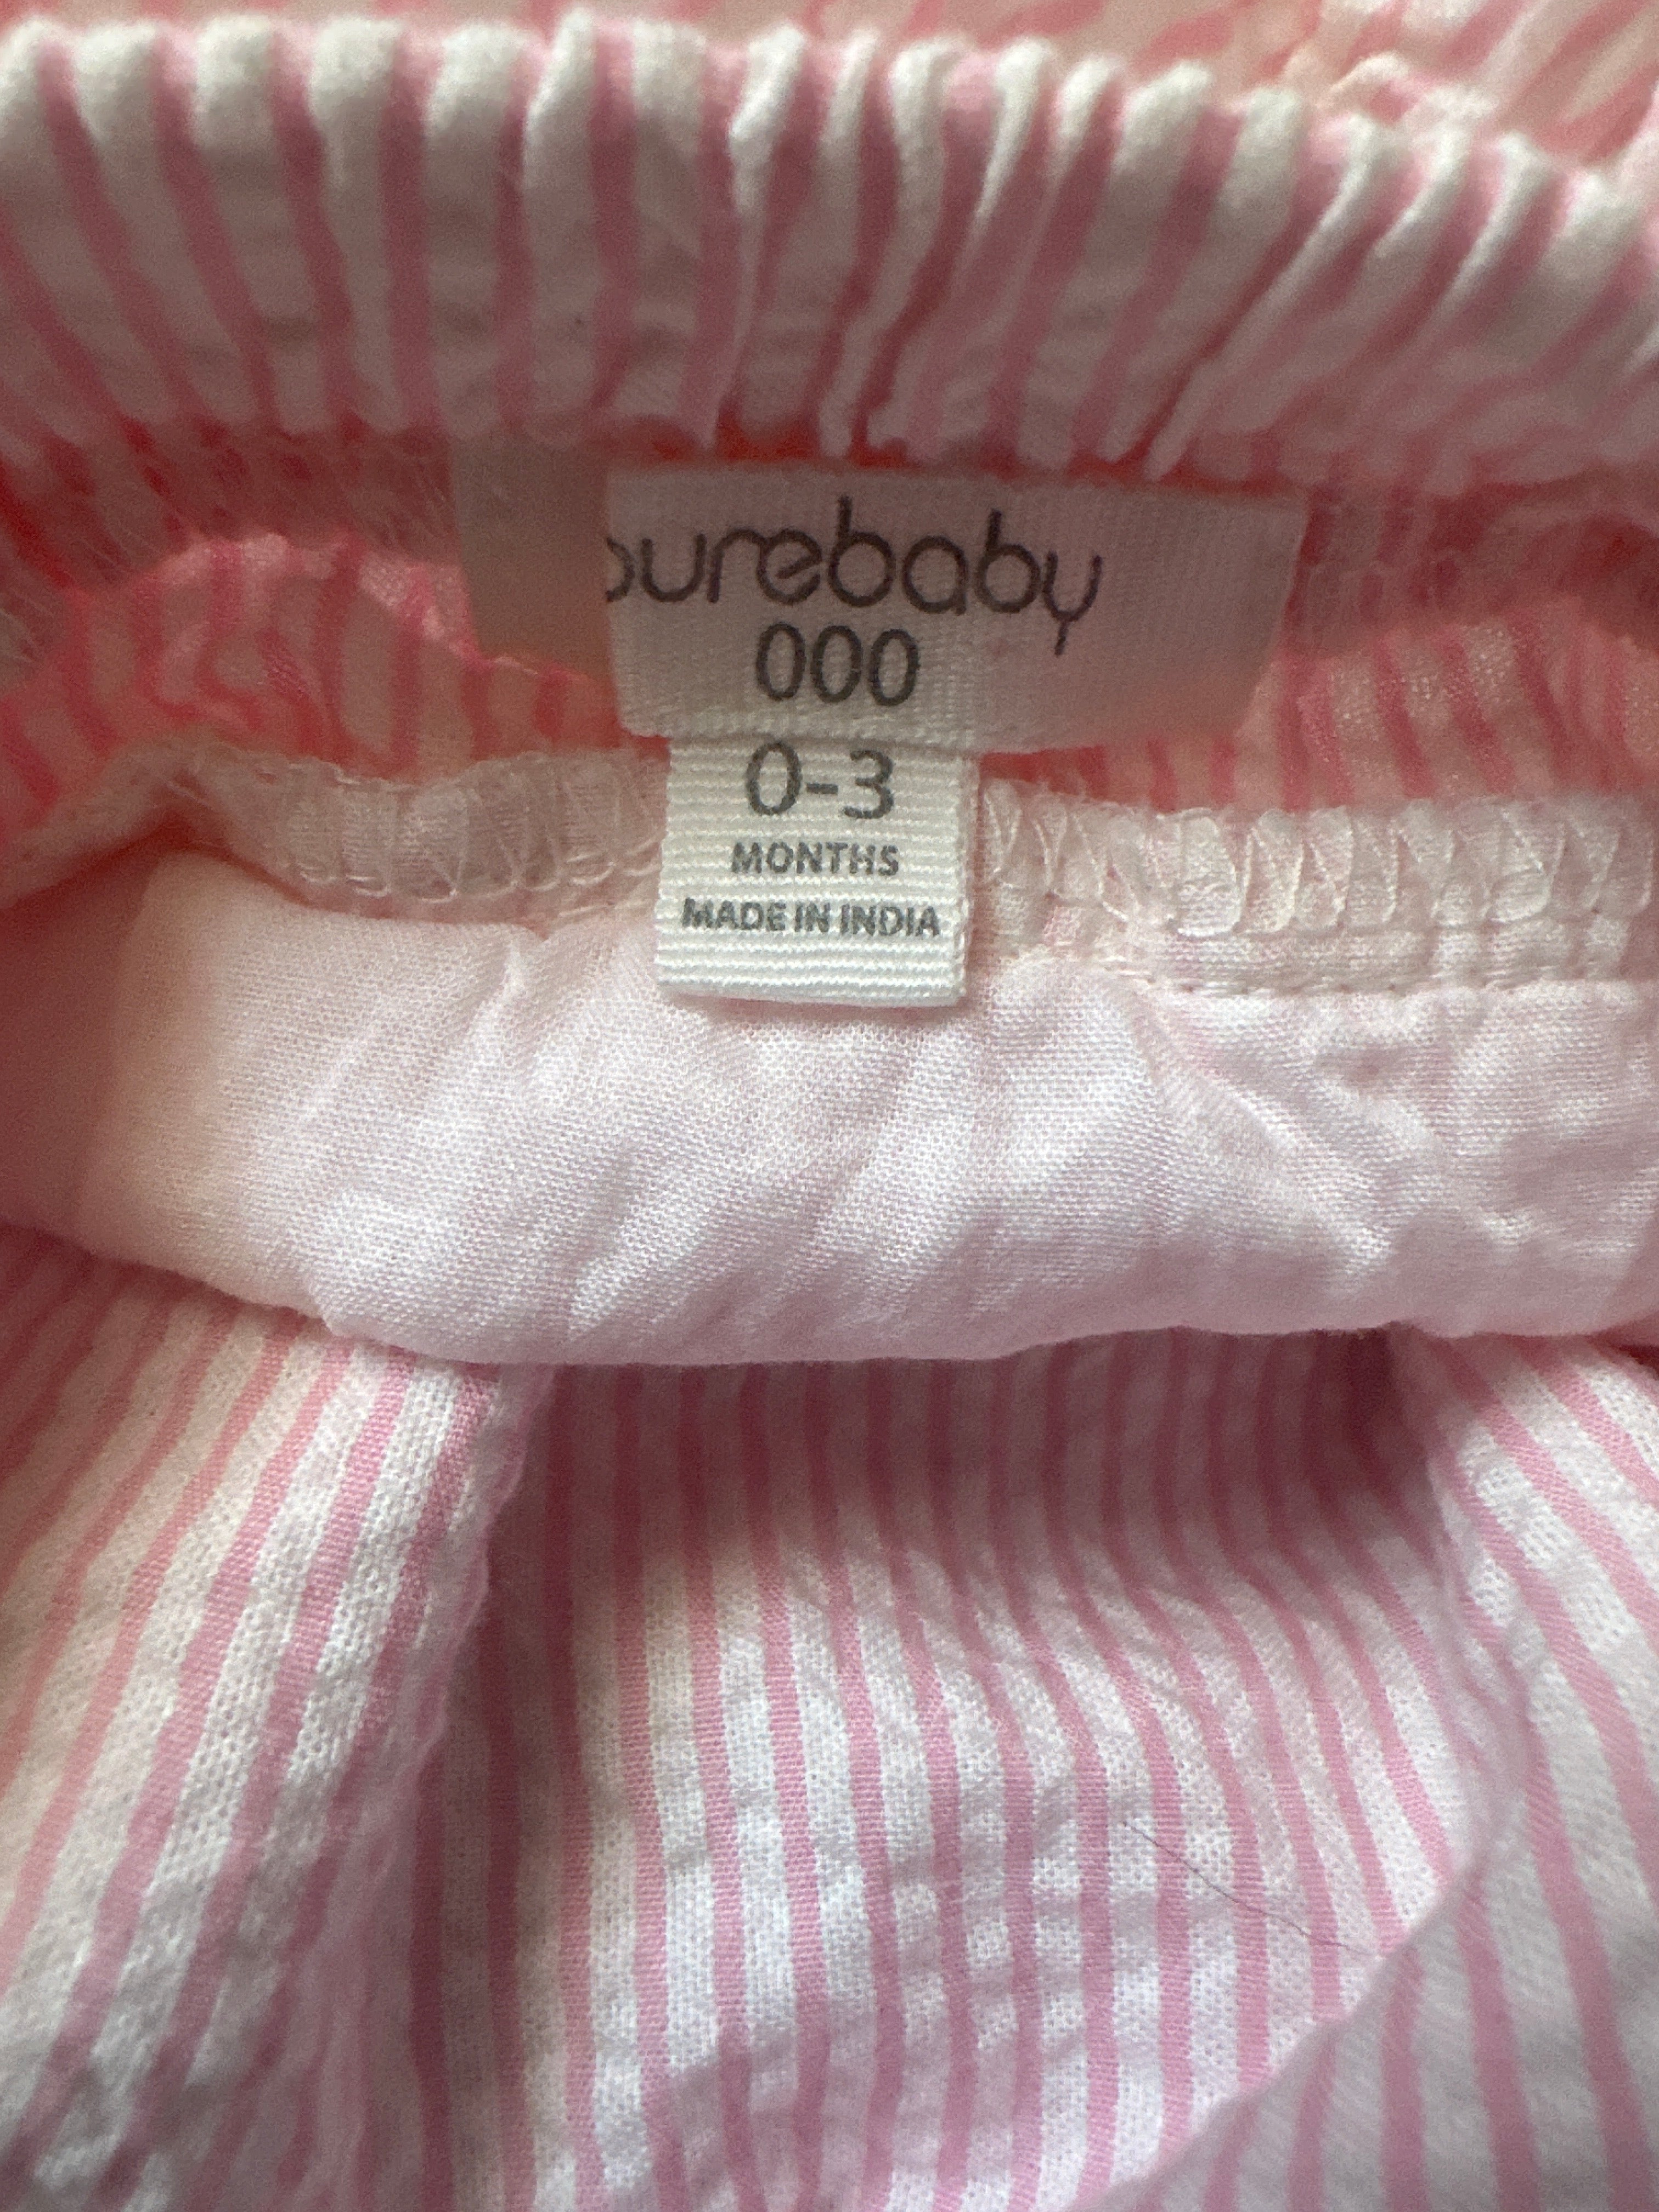 purebaby
000
0-3
MONTHS
MADE IN INDIA